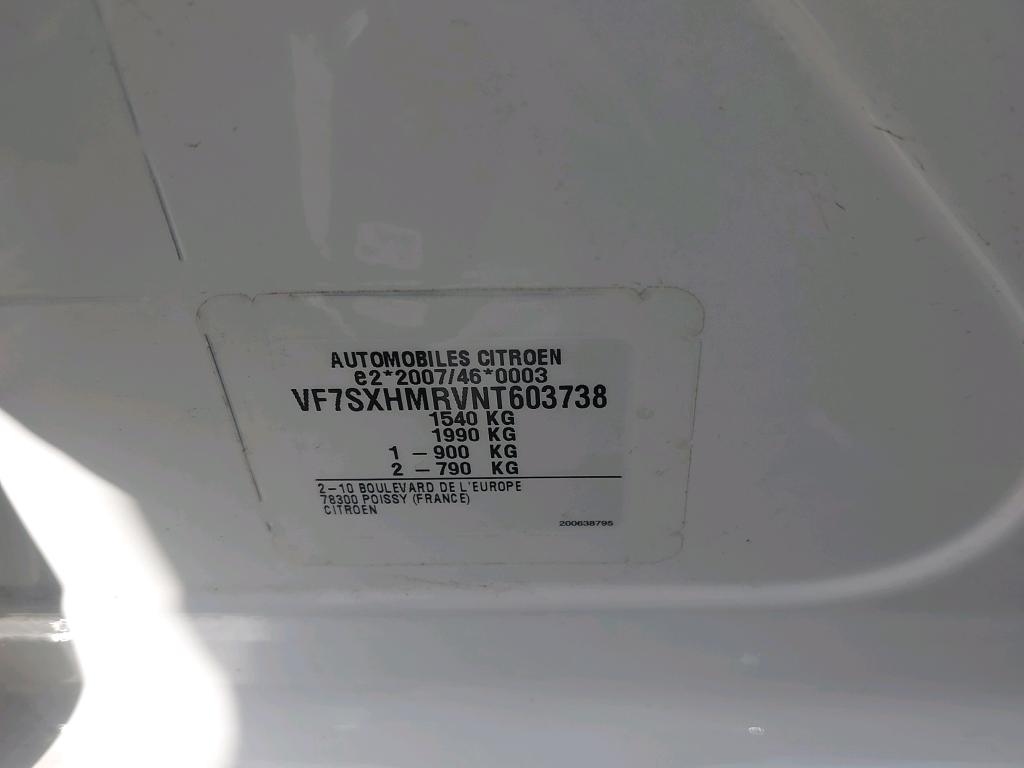 AUTOMOBILES CITROEN
e2*2007/46*0003
VF7SXHMRVNT603738
1540 KG
1990 KG
1 – 900 KG
2 – 790 KG
2–10 BOULEVARD DE L'EUROPE
78300 POISSY (FRANCE)
CITROEN
200638795